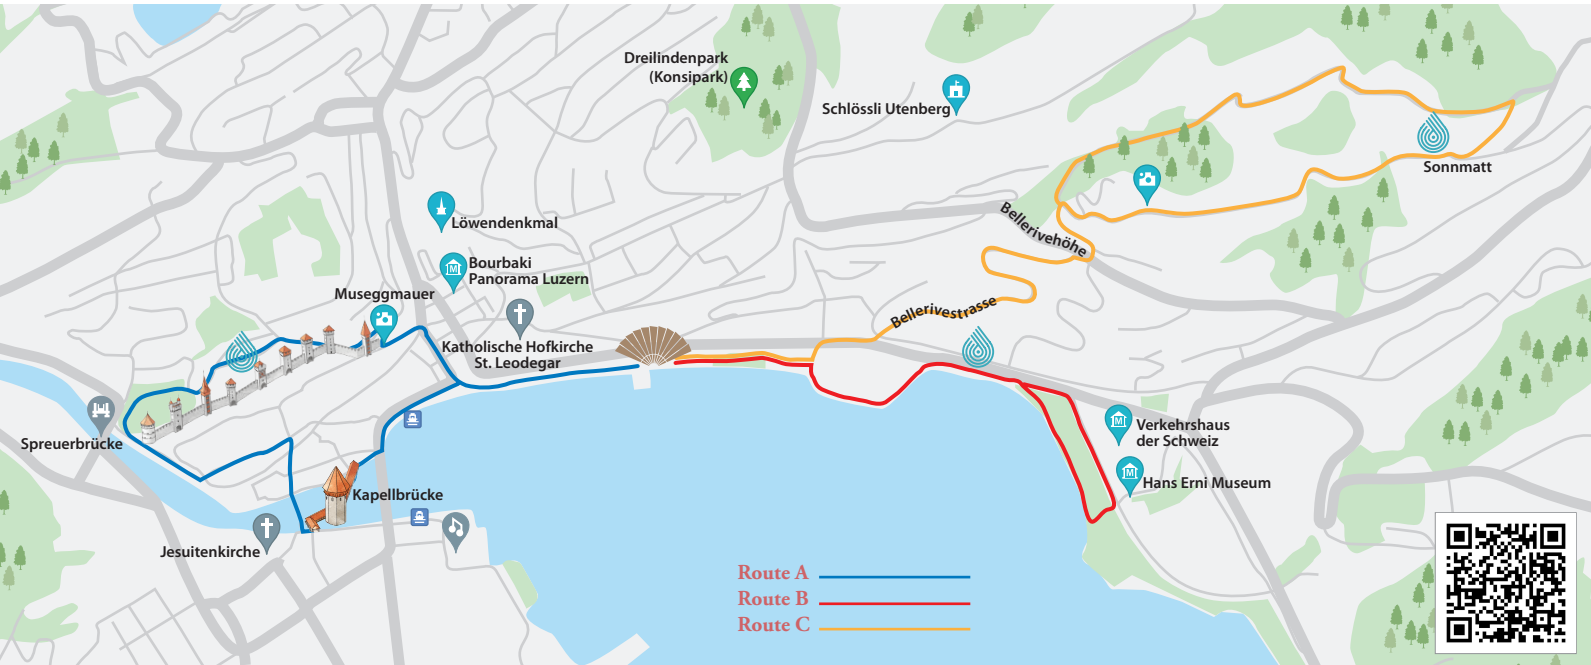 Dreilindenpark
(Konsipark)
Schlössli Utenberg
Sonnmatt
Löwendenkmal
Bellerivehöhe
Bourbaki
Panorama Luzern
Museggmauer
Bellerivestrasse
Katholische Hofkirche
St. Leodegar
Spreuerbrücke
Verkehrshaus
der Schweiz
M
M
M
Hans Erni Museum
Kapellbrücke
Jesuitenkirche
Route A
Route B
Route C